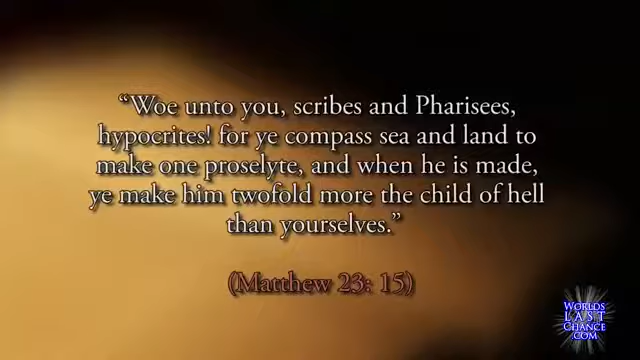 “Woe unto you, scribes and Pharisees,
hypocrites! for ye compass sea and land to
make one proselyte, and when he is made,
ye make him twofold more the child of hell
than yourselves.”
(Matthew 23: 15)
WORLDS
LAST
CHANCE
.COM